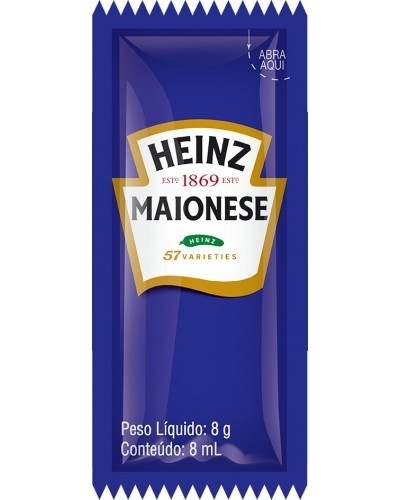 ABRA
AQUI
HEINZ
ESTD 1869 ESTD
MAIONESE
HEINZ
57 VARIETIES
Peso Líquido: 8 g
Conteúdo: 8 mL